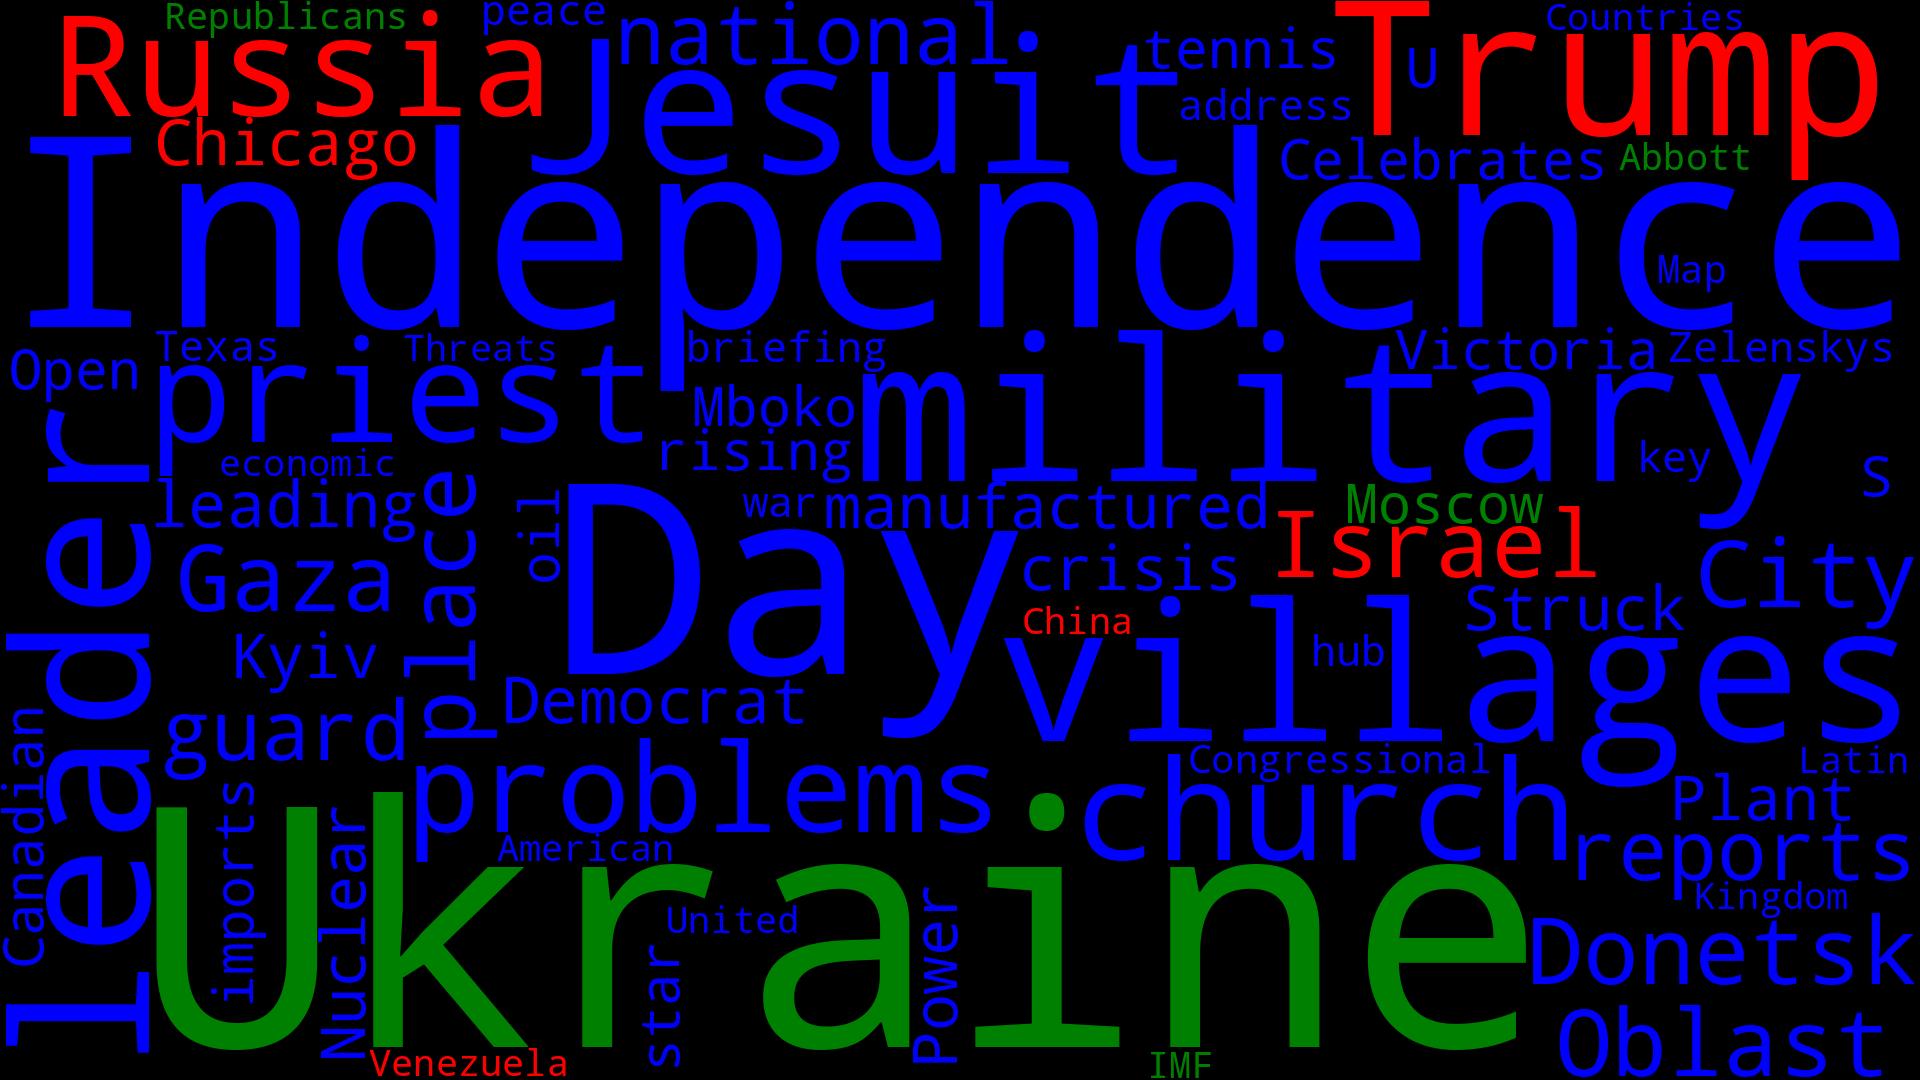 Republicans
peace
national
Countries
Russia
Jesuit
tennis
Trump
U
address
Chicago
Celebrates
Abbott
Independence
Map
Open
Texas
Threats
briefing
Victoria
Zelenskys
priest
Mboko
military
rising
key
economic
S
leader
leading
place
oil
Day
war
manufactured
Moscow
Israel
Gaza
crisis
City
China
Struck
Kyiv
hub
villages
Democrat
guard
Canadian
problems
Congressional
Latin
church
Plant
imports
Nuclear
American
reports
Ukraine
Kingdom
United
star
Power
Donetsk
Oblast
Venezuela
IMF